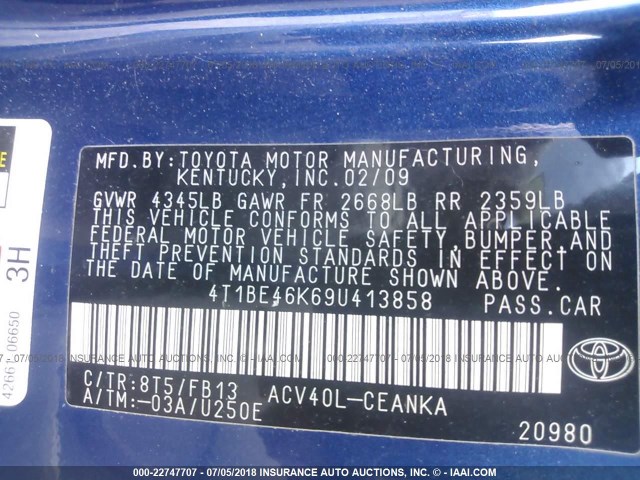 MFD.BY:TOYOTA MOTOR MANUFACTURING,
KENTUCKY,INC.02/09
GVWR 4345LB GAWR FR 2668LB RR 2359LB
THIS VEHICLE CONFORMS TO ALL APPLICABLE
FEDERAL MOTOR VEHICLE SAFETY,BUMPER,AND
THEFT PREVENTION STANDARDS IN EFFECT ON
THE DATE OF MANUFACTURE SHOWN ABOVE.
4T1BE46K69U413858 PASS.CAR
C/TR:8T5/FB13 ACV40L-CEANKA
A/TM:-03A/U250E
20980
3H
06650
000-22747707 - 07/05/2018 INSURANCE AUTO AUCTIONS - © - IAAI.COM